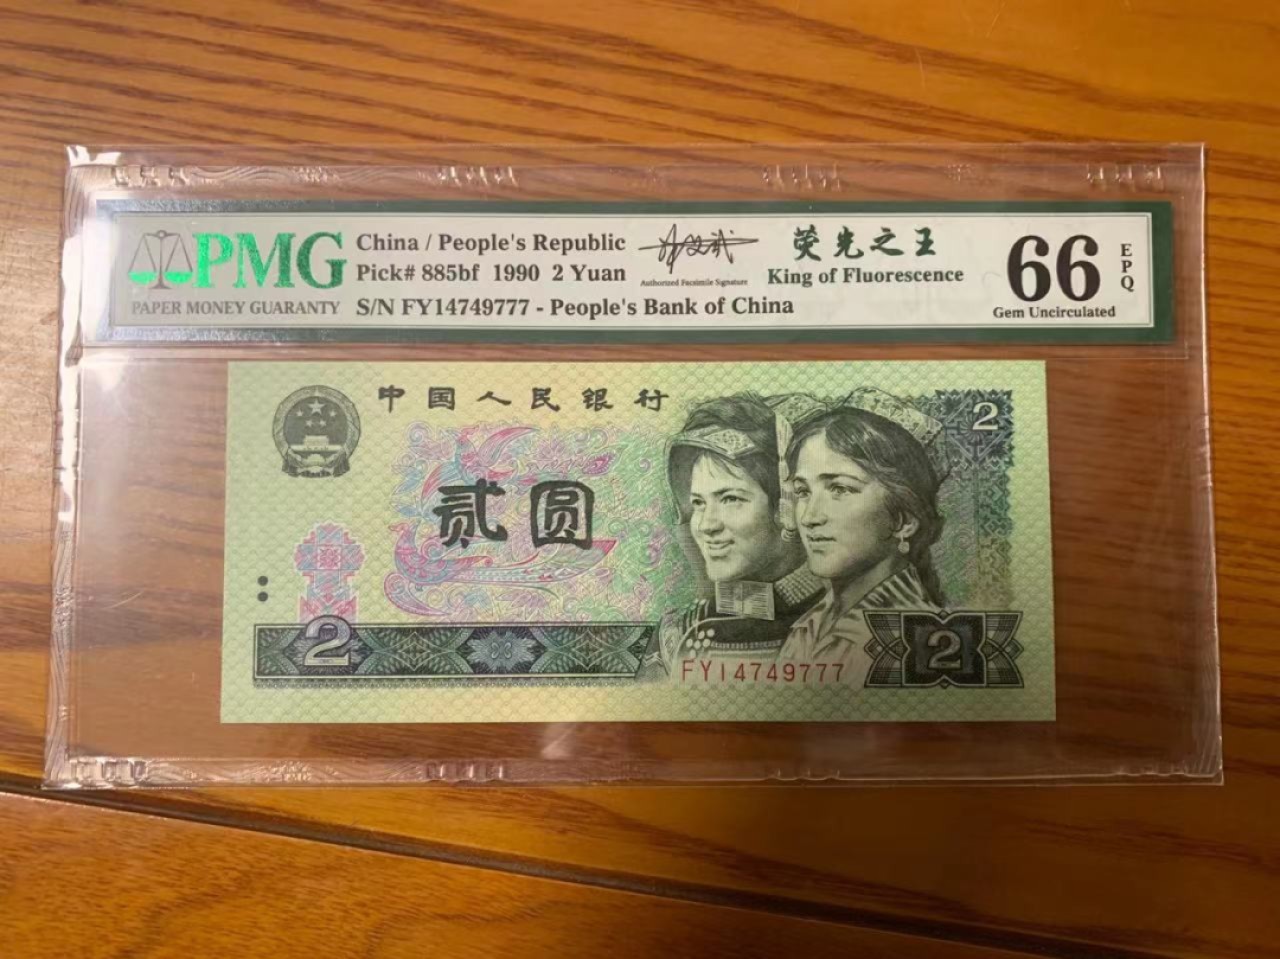 PMG
PAPER MONEY GUARANTY
China / People's Republic
Pick# 885bf 1990 2 Yuan
S/N FY14749777 - People's Bank of China
Authorized Facsimile Signature
荧光之王
King of Fluorescence
66
EPQ
Gem Uncirculated
中国人民银行
2
贰圆
2
FY14749777
2